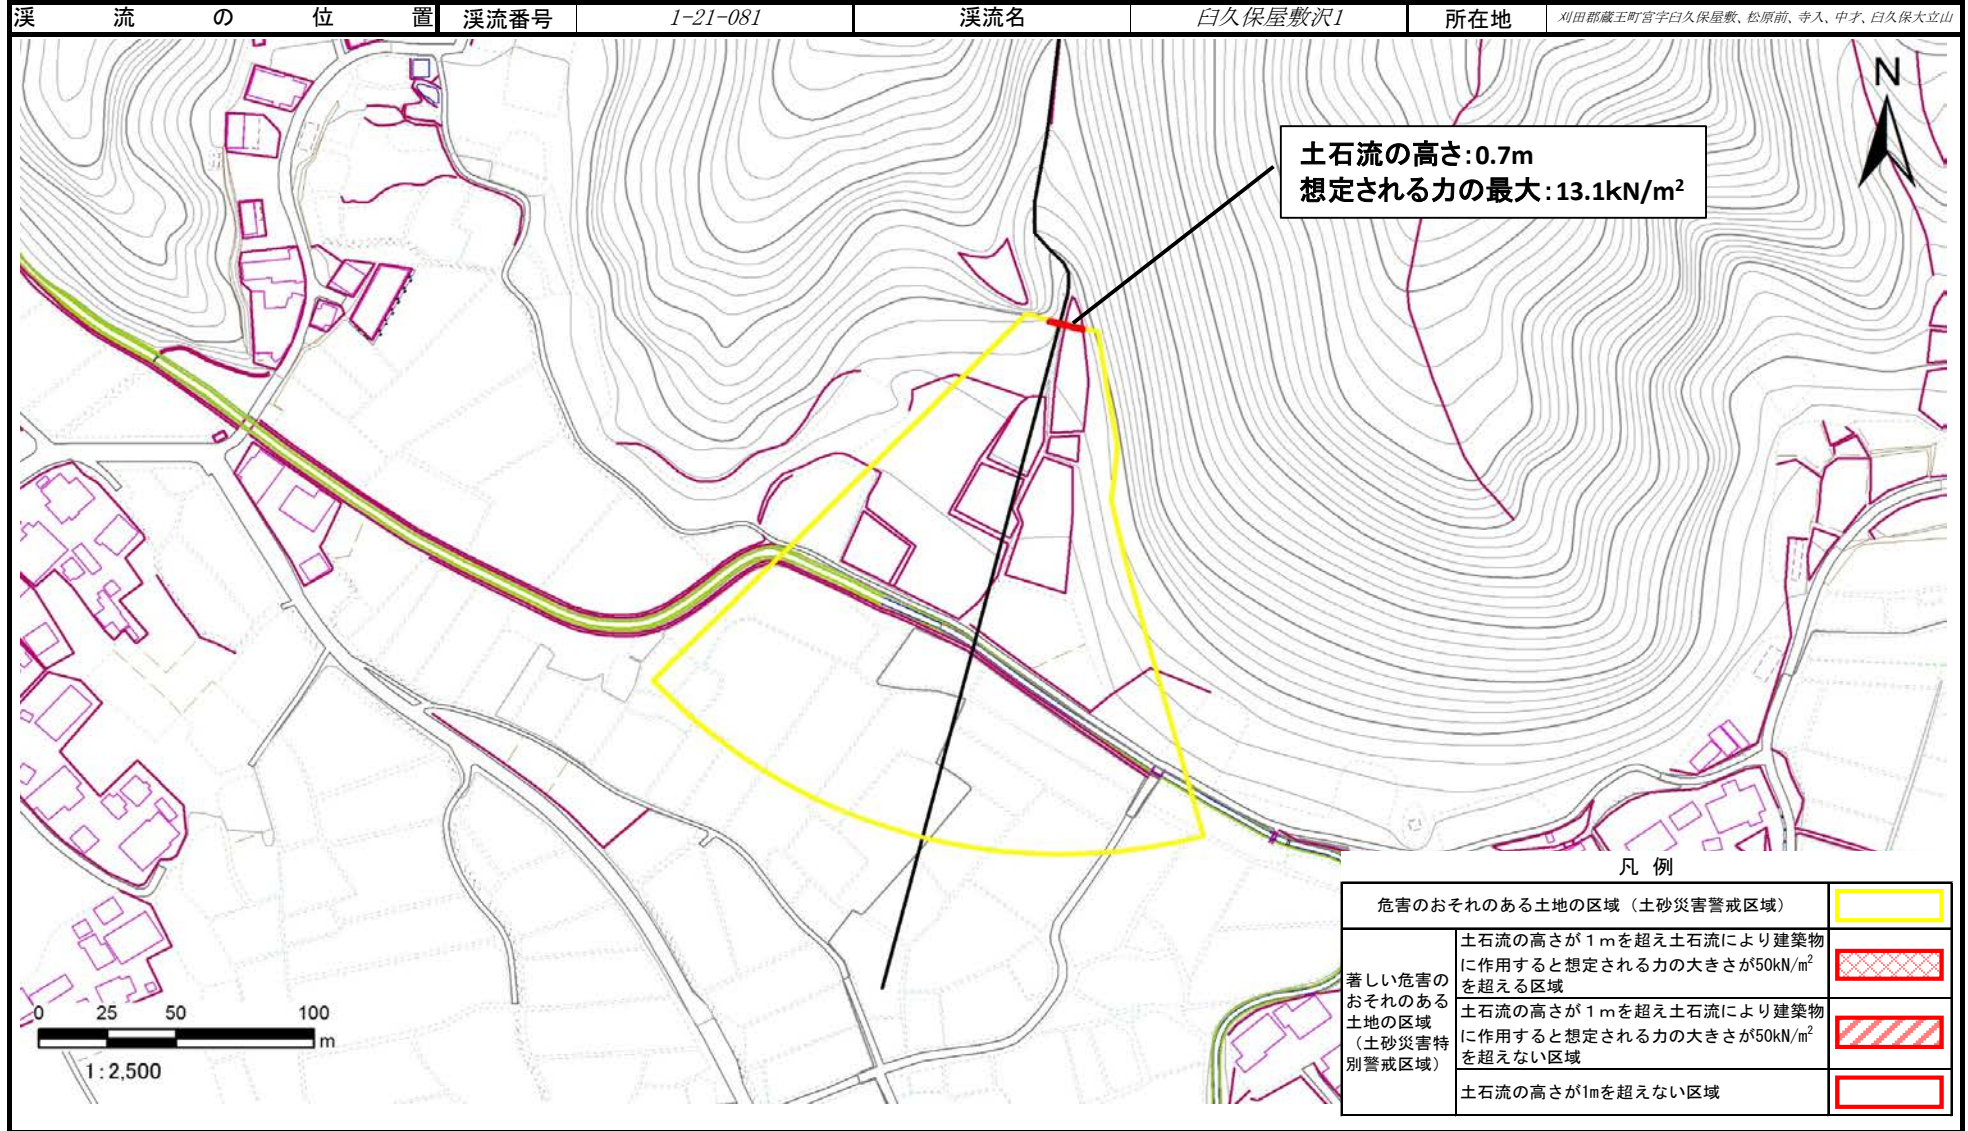 渓流の位置 渓流番号 1-21-081 渓流名 臼久保屋敷沢1 所在地 刈田郡蔵王町宮字臼久保屋敷、松原前、寺入、中才、臼久保大立山
N
土石流の高さ:0.7m
想定される力の最大:13.1kN/m²
凡 例
危害のおそれのある土地の区域（土砂災害警戒区域）
著しい危害の
おそれのある
土地の区域
（土砂災害特
別警戒区域）
土石流の高さが１ｍを超え土石流により建築物
に作用すると想定される力の大きさが50kN/m²
を超える区域
土石流の高さが１ｍを超え土石流により建築物
に作用すると想定される力の大きさが50kN/m²
を超えない区域
土石流の高さが1mを超えない区域
0 25 50 100
m
1:2,500